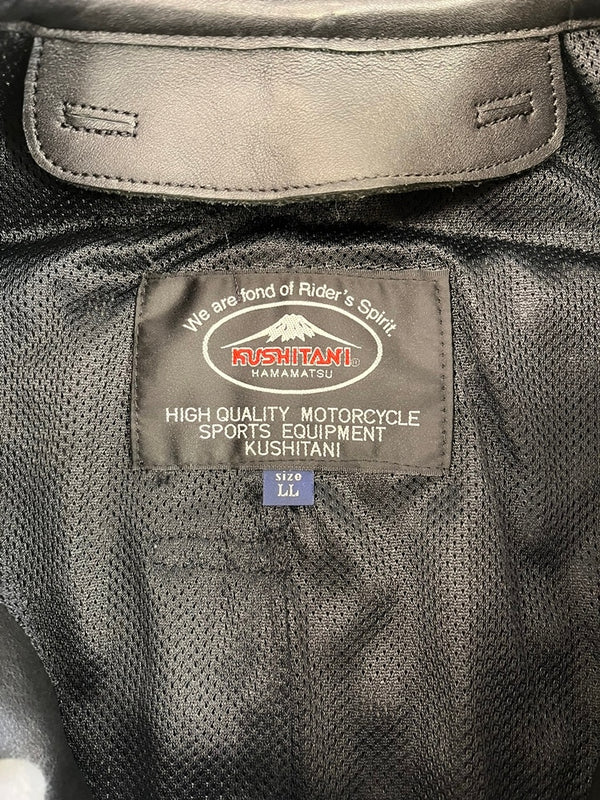 We are fond of Rider's Spirit.
KUSHITANI®
HAMAMATSU
HIGH QUALITY MOTORCYCLE
SPORTS EQUIPMENT
KUSHITANI
size
LL